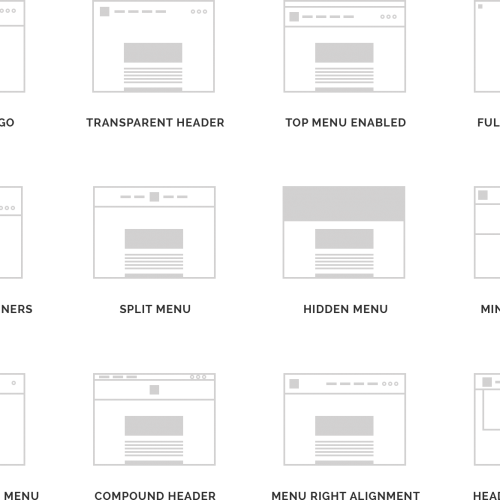 GO TRANSPARENT HEADER TOP MENU ENABLED FUL
NERS SPLIT MENU HIDDEN MENU MIN
MENU COMPOUND HEADER MENU RIGHT ALIGNMENT HEAD